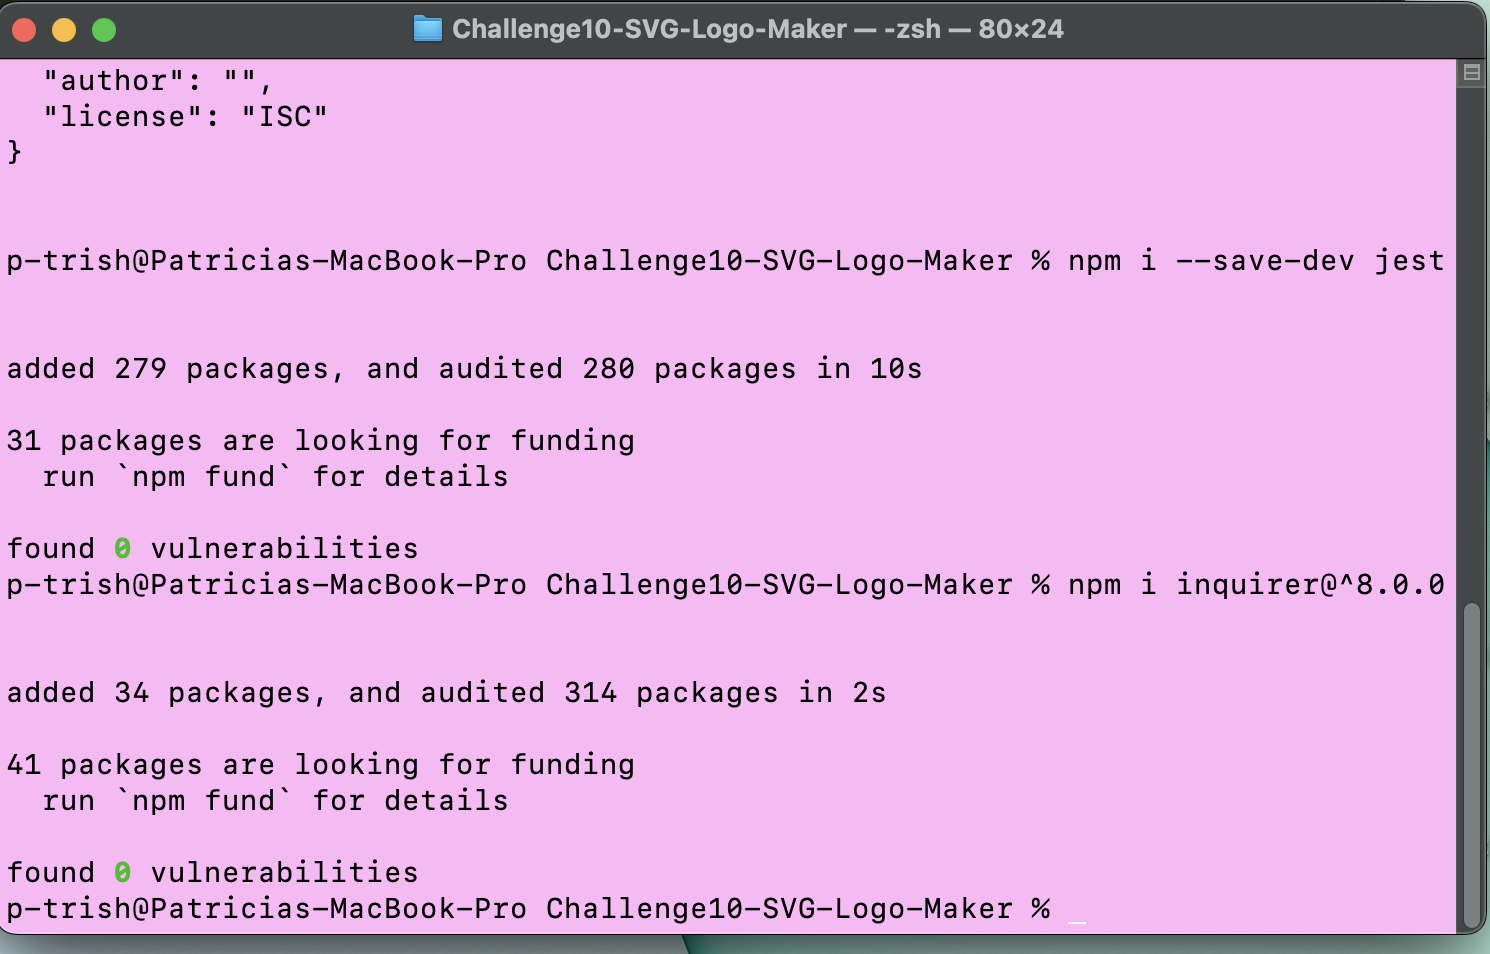 Challenge10-SVG-Logo-Maker — -zsh — 80×24
"author": "",
"license": "ISC"
}
p-trish@Patricias-MacBook-Pro Challenge10-SVG-Logo-Maker % npm i --save-dev jest
added 279 packages, and audited 280 packages in 10s
31 packages are looking for funding
run `npm fund` for details
found 0 vulnerabilities
p-trish@Patricias-MacBook-Pro Challenge10-SVG-Logo-Maker % npm i inquirer@^8.0.0
added 34 packages, and audited 314 packages in 2s
41 packages are looking for funding
run `npm fund` for details
found 0 vulnerabilities
p-trish@Patricias-MacBook-Pro Challenge10-SVG-Logo-Maker % _